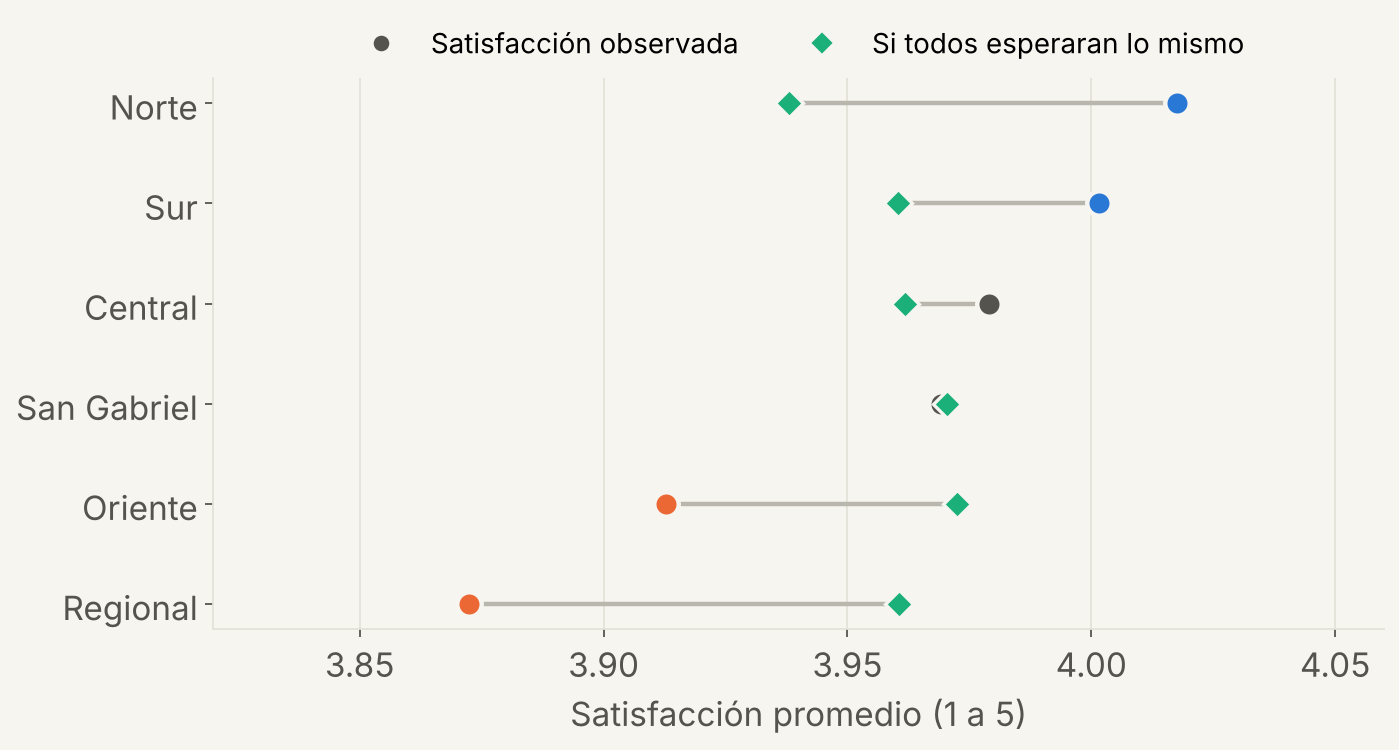 Satisfacción observada
Si todos esperaran lo mismo
Norte
Sur
Central
San Gabriel
Oriente
Regional
3.85 3.90 3.95 4.00 4.05
Satisfacción promedio (1 a 5)